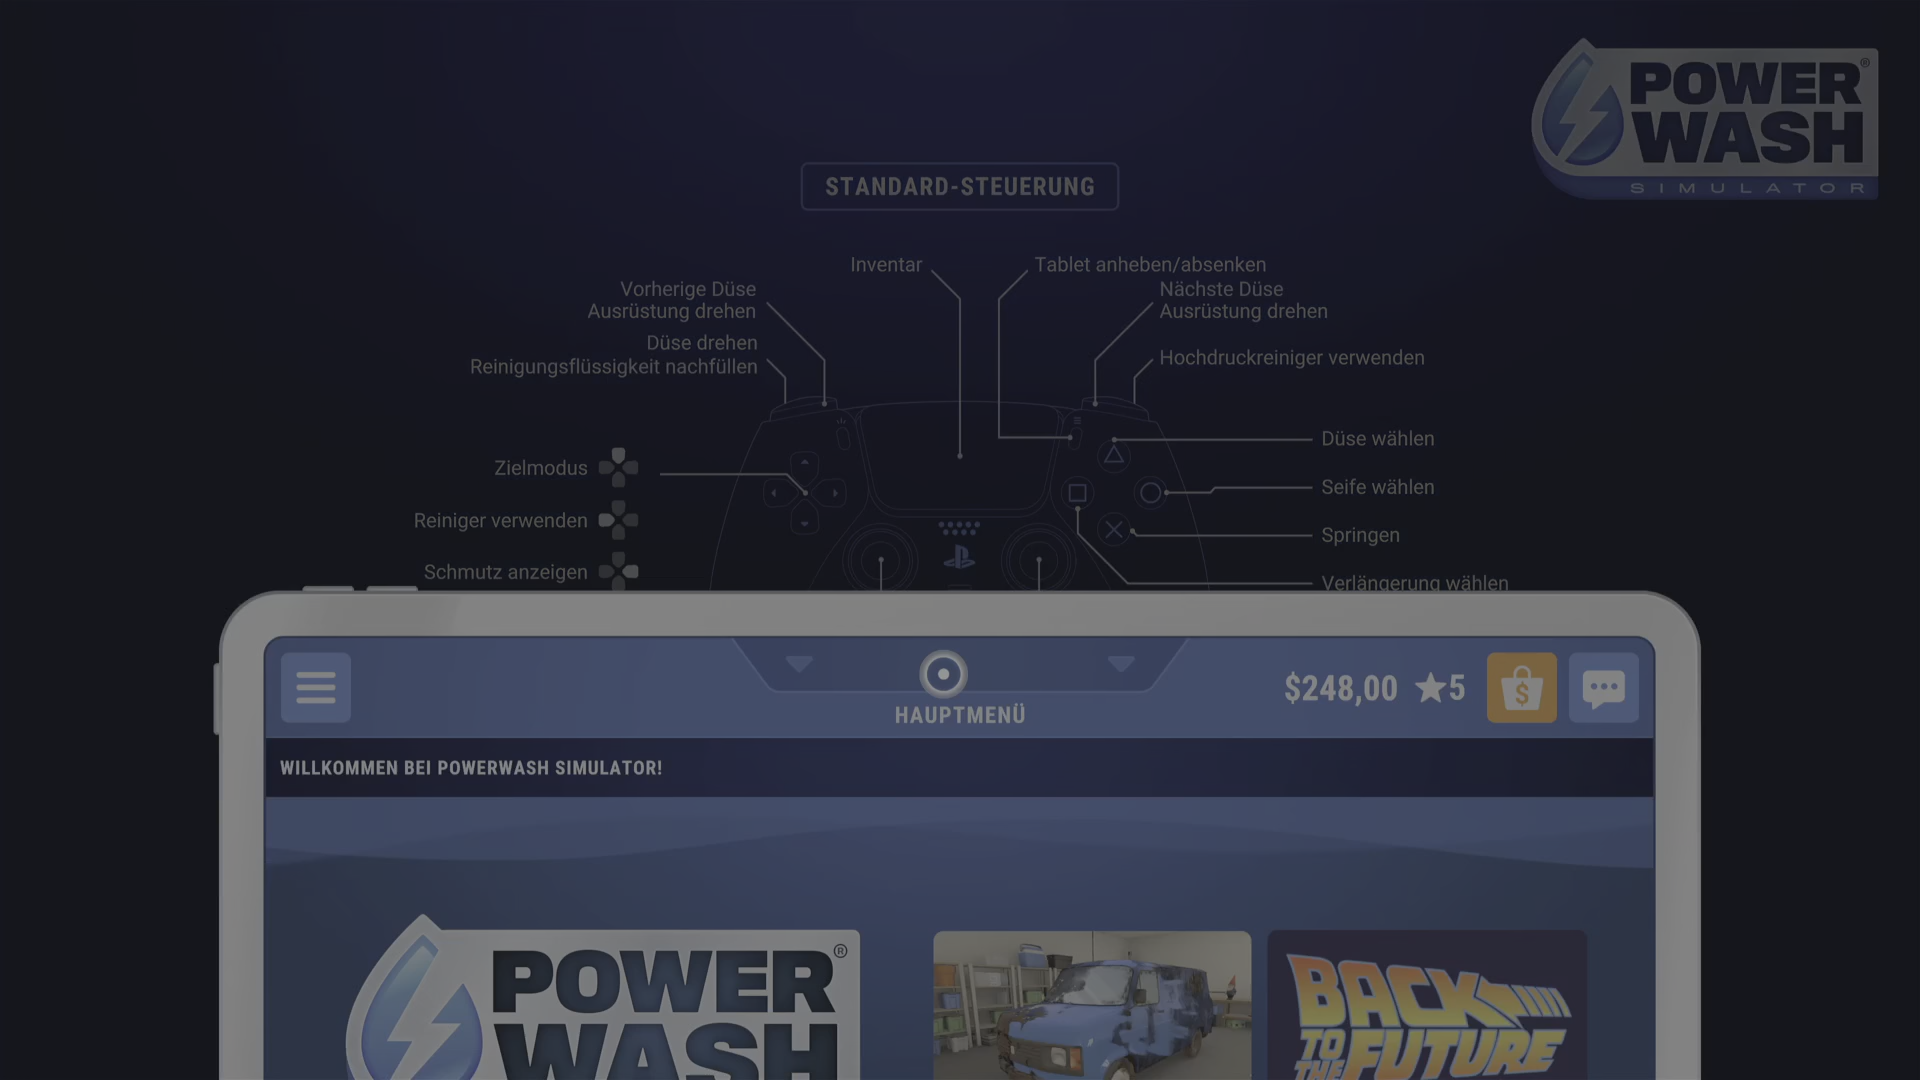 POWER®
WASH
SIMULATOR
STANDARD-STEUERUNG
Inventar
Tablet anheben/absenken
Vorherige Düse
Ausrüstung drehen
Nächste Düse
Ausrüstung drehen
Düse drehen
Reinigungsflüssigkeit nachfüllen
Hochdruckreiniger verwenden
Düse wählen
Zielmodus
Seife wählen
Reiniger verwenden
Springen
Schmutz anzeigen
Verlängerung wählen
$248,00 ★5
HAUPTMENÜ
WILLKOMMEN BEI POWERWASH SIMULATOR!
POWER®
WASH
BACK
TO THE FUTURE